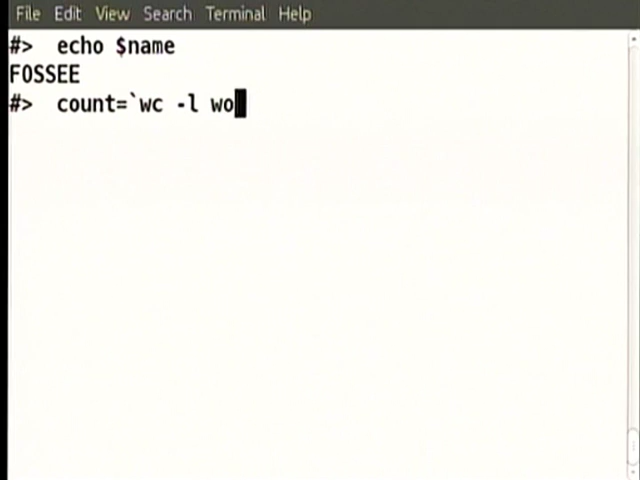 File Edit View Search Terminal Help
#> echo $name
FOSSEE
#> count=`wc -l wo